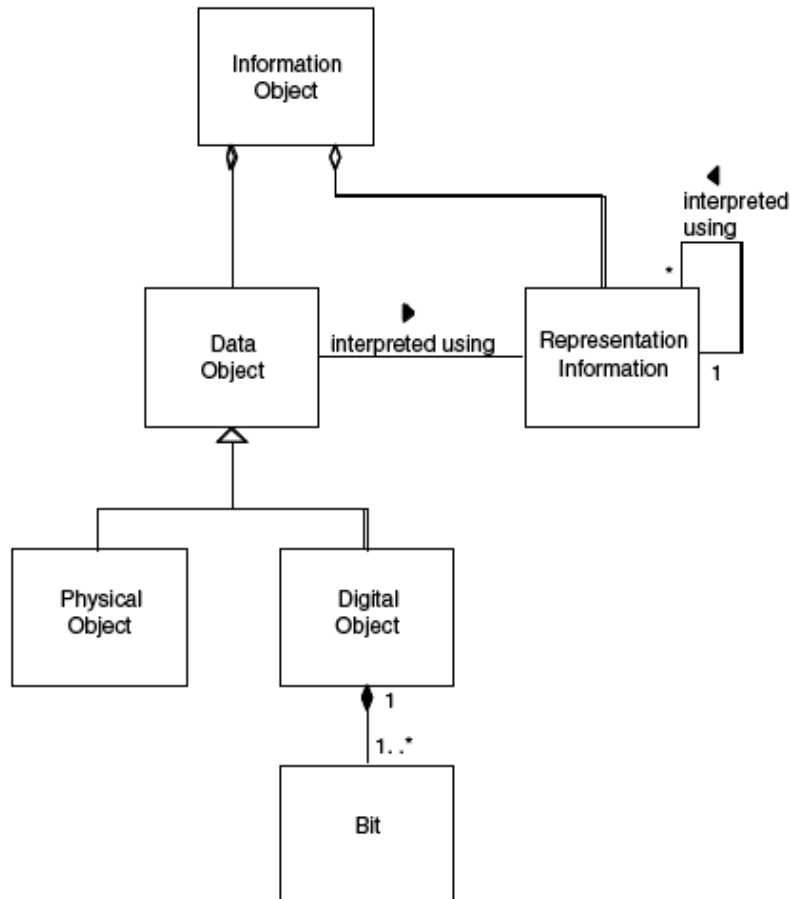 Information
Object
interpreted
using
*
Data
Object
interpreted using
Representation
Information
1
Physical
Object
Digital
Object
1
1..*
Bit